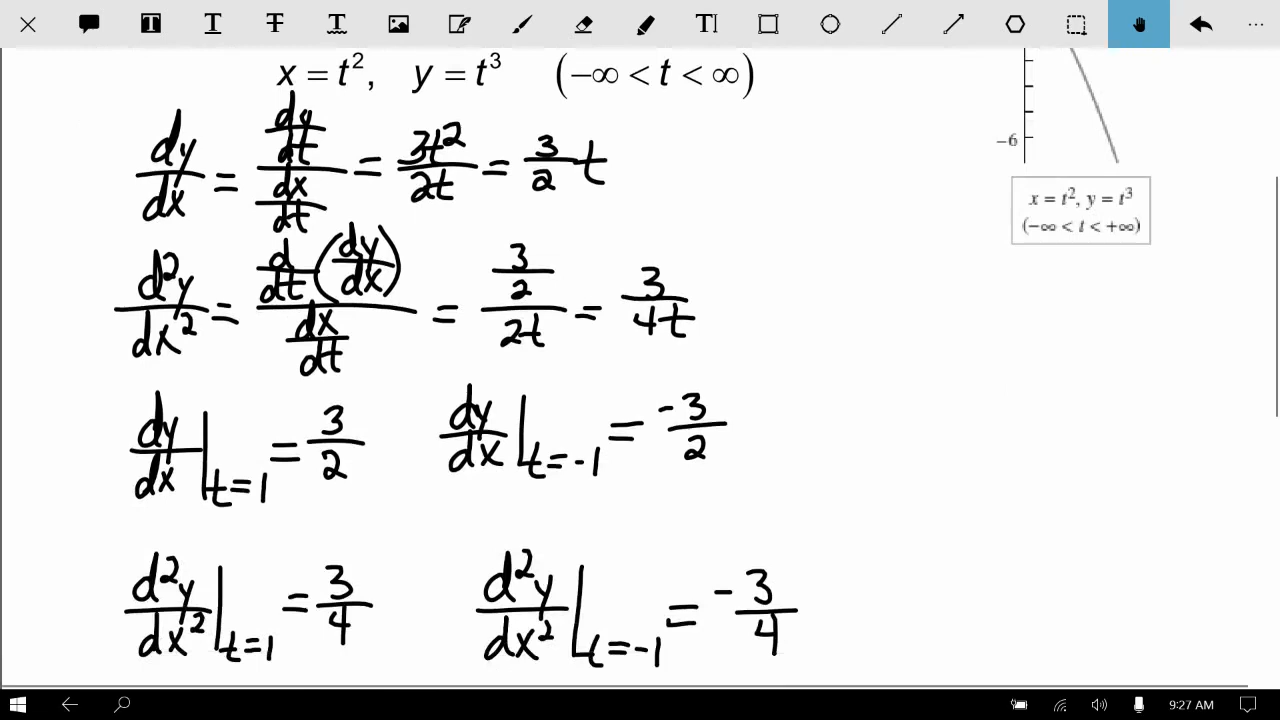 x = t², y = t³ (−∞ < t < ∞)
dy/dx = (dy/dt)/(dx/dt) = 3t²/2t = 3/2 t
−6
x = t², y = t³
(−∞ < t < +∞)
d²y/dx² = (d/dt (dy/dx))/(dx/dt) = (3/2)/2t = 3/4t
dy/dx |t=1 = 3/2 dy/dx |t=-1 = -3/2
d²y/dx² |t=1 = 3/4 d²y/dx² |t=-1 = -3/4
9:27 AM